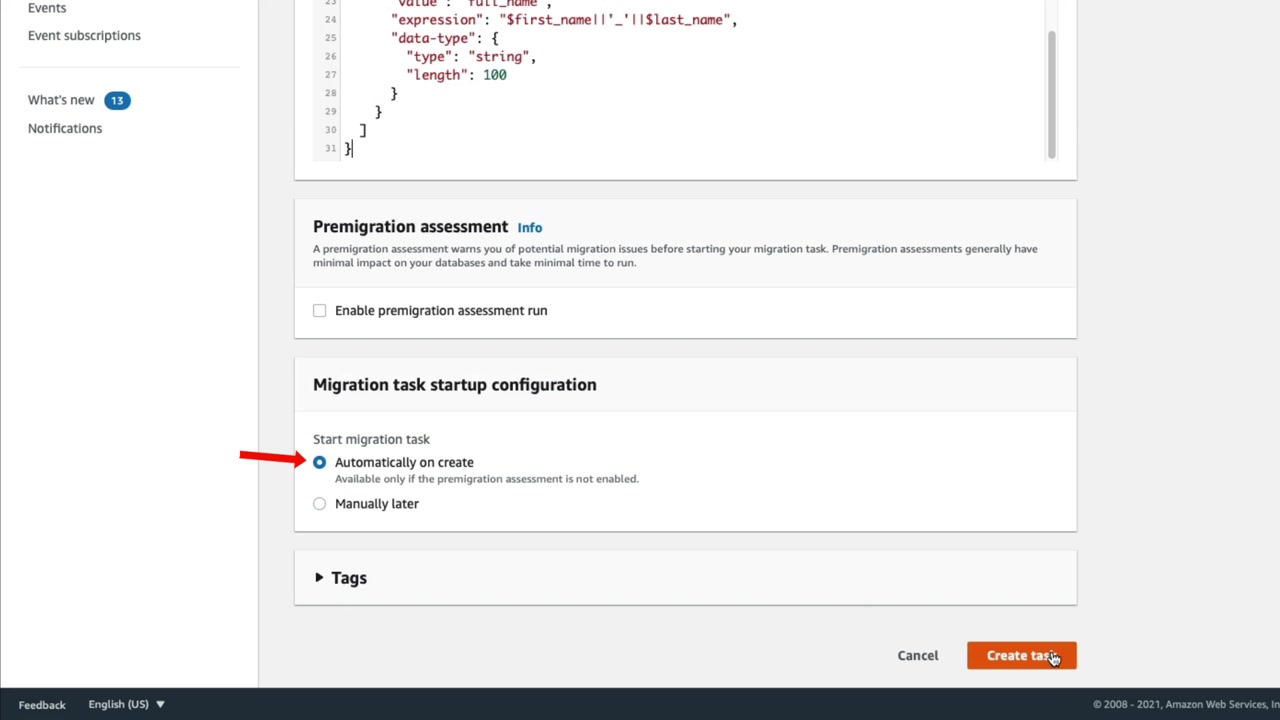 Events
Event subscriptions
What's new 13
Notifications
23 "value": "full_name",
24 "expression": "$first_name||'_'||$last_name",
25 "data-type": {
26 "type": "string",
27 "length": 100
28 }
29 }
30 ]
31 }
Premigration assessment Info
A premigration assessment warns you of potential migration issues before starting your migration task. Premigration assessments generally have
minimal impact on your databases and take minimal time to run.
Enable premigration assessment run
Migration task startup configuration
Start migration task
Automatically on create
Available only if the premigration assessment is not enabled.
Manually later
Tags
Cancel
Create task
Feedback
English (US)
© 2008 - 2021, Amazon Web Services, In